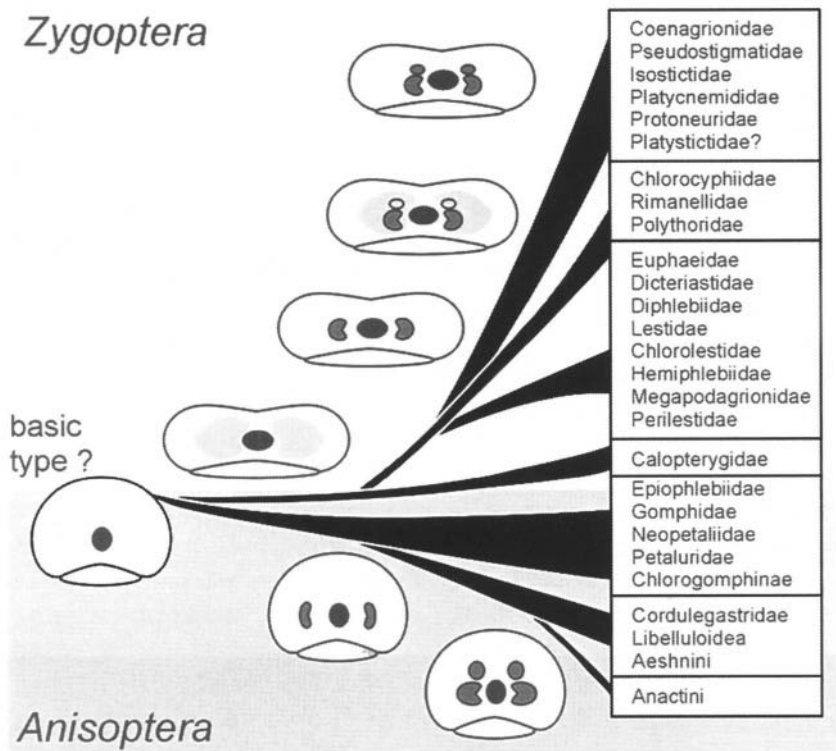 Zygoptera
Coenagrionidae
Pseudostigmatidae
Isostictidae
Platycnemididae
Protoneuridae
Platystictidae?
Chlorocyphiidae
Rimanellidae
Polythoridae
Euphaeidae
Dicteriastidae
Diphlebiidae
Lestidae
Chlorolestidae
Hemiphlebiidae
Megapodagrionidae
Perilestidae
basic
type ?
Calopterygidae
Epiophlebiidae
Gomphidae
Neopetaliidae
Petaluridae
Chlorogomphinae
Cordulegastridae
Libelluloidea
Aeshnini
Anactini
Anisoptera